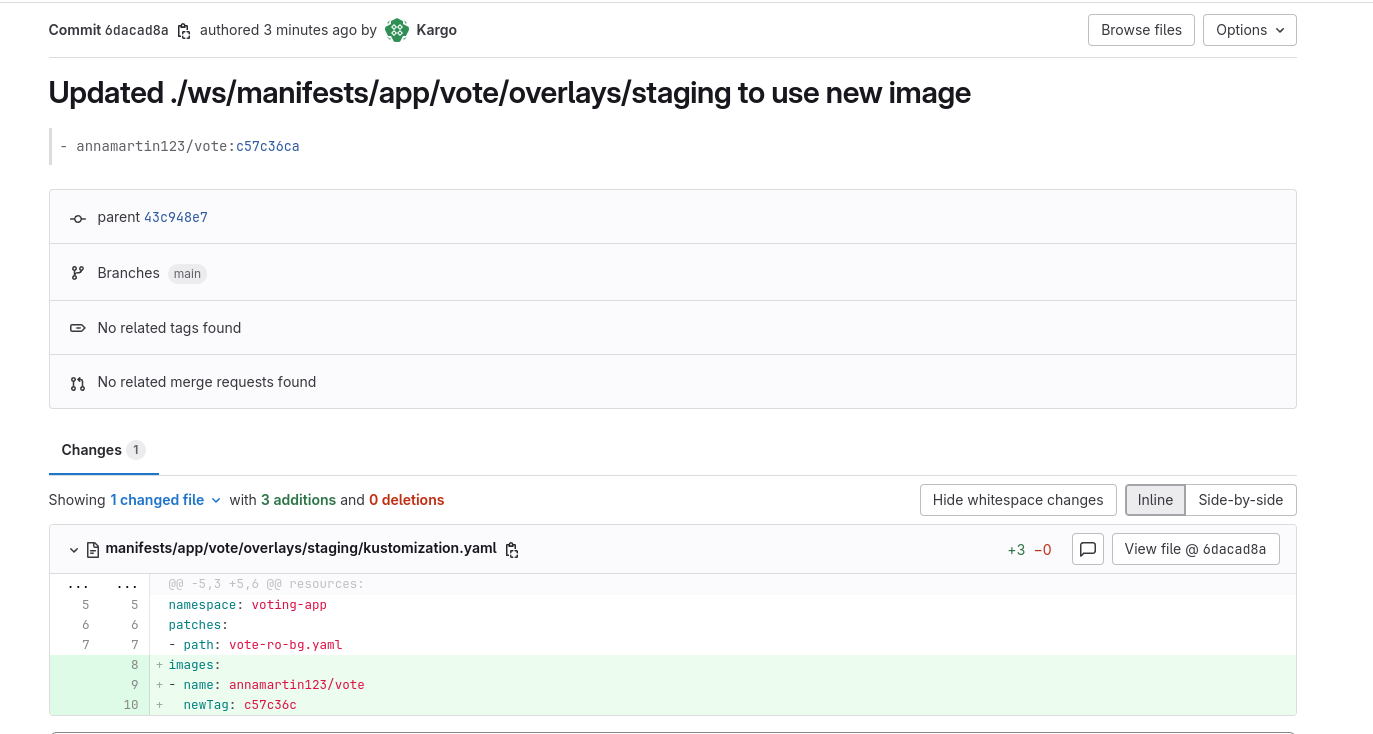 Commit 6dacad8a authored 3 minutes ago by Kargo Browse files Options
Updated ./ws/manifests/app/vote/overlays/staging to use new image
- annamartin123/vote:c57c36ca
parent 43c948e7
Branches main
No related tags found
No related merge requests found
Changes 1
Showing 1 changed file with 3 additions and 0 deletions Hide whitespace changes Inline Side-by-side
manifests/app/vote/overlays/staging/kustomization.yaml +3 −0 View file @ 6dacad8a
... ... @@ -5,3 +5,6 @@ resources:
5 5 namespace: voting-app
6 6 patches:
7 7 - path: vote-ro-bg.yaml
8 + images:
9 + - name: annamartin123/vote
10 + newTag: c57c36c